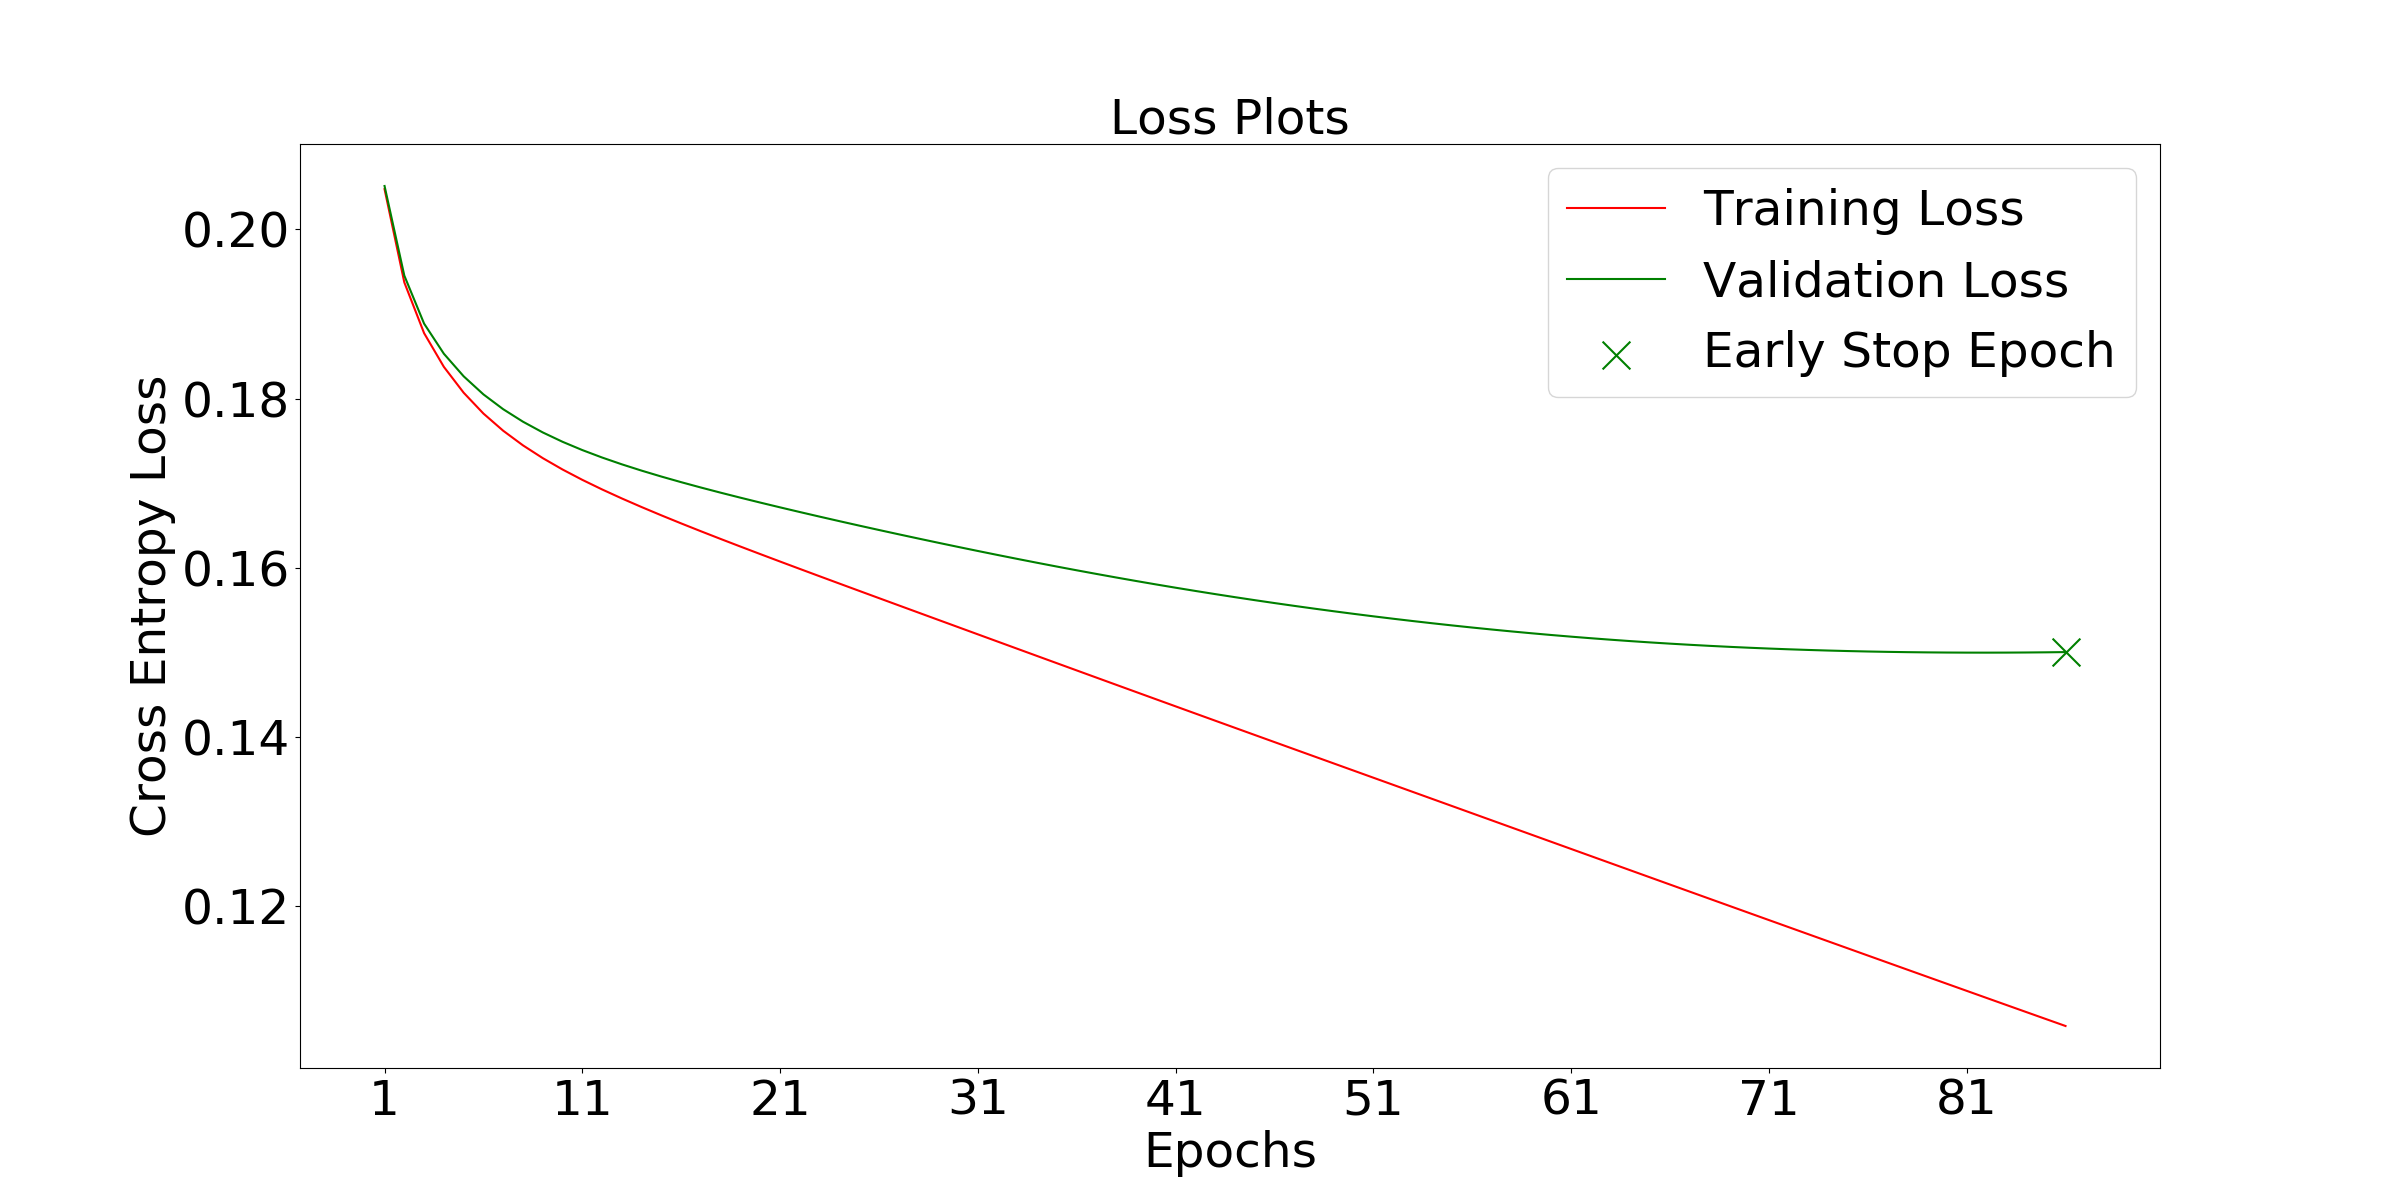 Loss Plots
Training Loss
Validation Loss
Early Stop Epoch
Cross Entropy Loss
0.20
0.18
0.16
0.14
0.12
1 11 21 31 41 51 61 71 81
Epochs